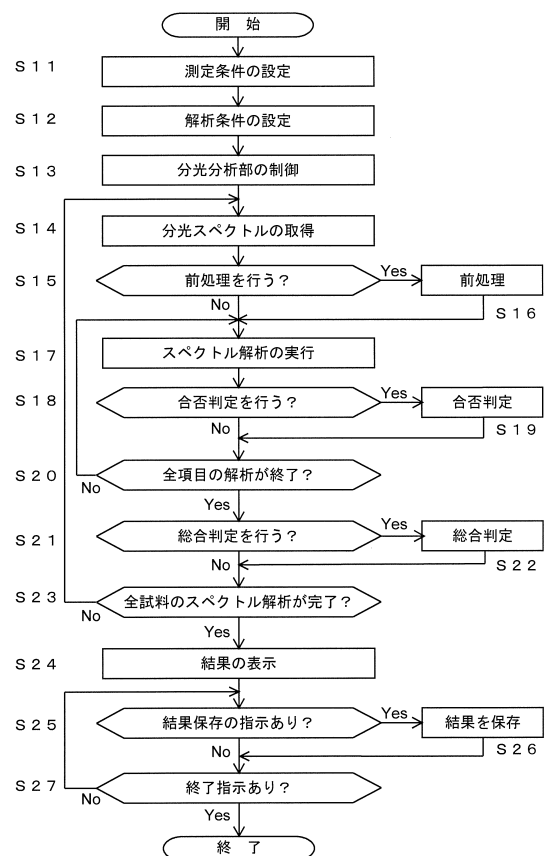 開 始
S11 測定条件の設定
S12 解析条件の設定
S13 分光分析部の制御
S14 分光スペクトルの取得
S15 前処理を行う? Yes 前処理
No S16
S17 スペクトル解析の実行
S18 合否判定を行う? Yes 合否判定
No S19
S20 全項目の解析が終了?
No
Yes
S21 総合判定を行う? Yes 総合判定
No S22
S23 全試料のスペクトル解析が完了?
No
Yes
S24 結果の表示
S25 結果保存の指示あり? Yes 結果を保存
No S26
S27 終了指示あり?
No
Yes
終 了